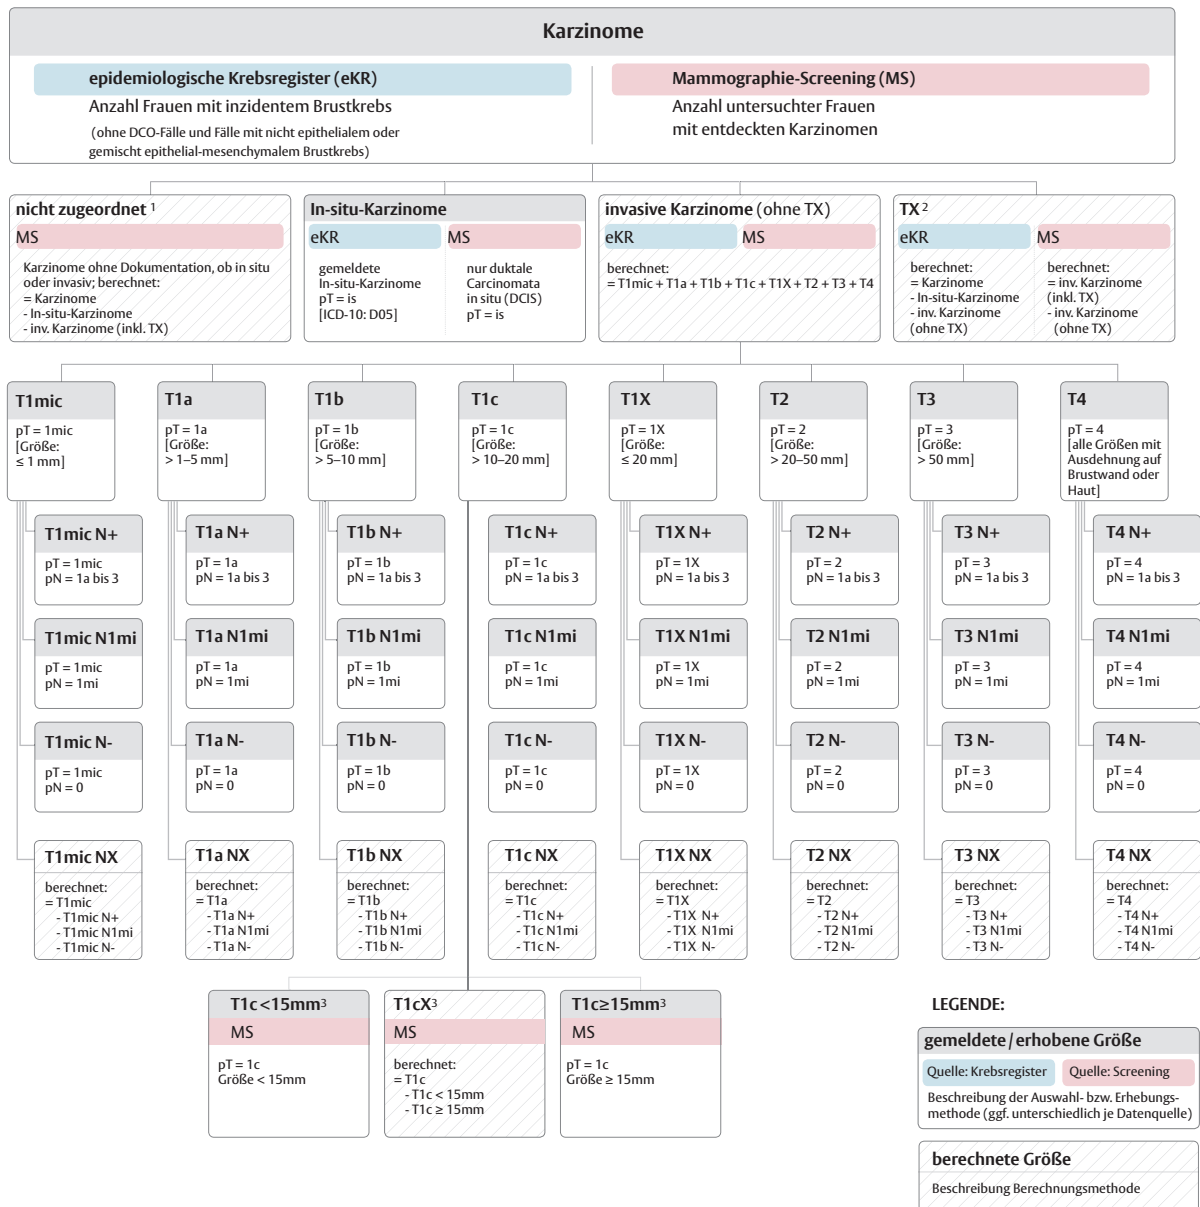 Karzinome
epidemiologische Krebsregister (eKR)
Anzahl Frauen mit inzidentem Brustkrebs
(ohne DCO-Fälle und Fälle mit nicht epithelialem oder
gemischt epithelial-mesenchymalem Brustkrebs)
Mammographie-Screening (MS)
Anzahl untersuchter Frauen
mit entdeckten Karzinomen
nicht zugeordnet ¹
MS
Karzinome ohne Dokumentation, ob in situ
oder invasiv; berechnet:
= Karzinome
- In-situ-Karzinome
- inv. Karzinome (inkl. TX)
In-situ-Karzinome
eKR
gemeldete
In-situ-Karzinome
pT = is
[ICD-10: D05]
MS
nur duktale
Carcinomata
in situ (DCIS)
pT = is
invasive Karzinome (ohne TX)
eKR MS
berechnet:
= T1mic + T1a + T1b + T1c + T1X + T2 + T3 + T4
TX ²
eKR
berechnet:
= Karzinome
- In-situ-Karzinome
- inv. Karzinome
(ohne TX)
MS
berechnet:
= inv. Karzinome
(inkl. TX)
- inv. Karzinome
(ohne TX)
T1mic
pT = 1mic
[Größe:
≤ 1 mm]
T1a
pT = 1a
[Größe:
> 1–5 mm]
T1b
pT = 1b
[Größe:
> 5–10 mm]
T1c
pT = 1c
[Größe:
> 10–20 mm]
T1X
pT = 1X
[Größe:
≤ 20 mm]
T2
pT = 2
[Größe:
> 20–50 mm]
T3
pT = 3
[Größe:
> 50 mm]
T4
pT = 4
[alle Größen mit
Ausdehnung auf
Brustwand oder
Haut]
T1mic N+
pT = 1mic
pN = 1a bis 3
T1a N+
pT = 1a
pN = 1a bis 3
T1b N+
pT = 1b
pN = 1a bis 3
T1c N+
pT = 1c
pN = 1a bis 3
T1X N+
pT = 1X
pN = 1a bis 3
T2 N+
pT = 2
pN = 1a bis 3
T3 N+
pT = 3
pN = 1a bis 3
T4 N+
pT = 4
pN = 1a bis 3
T1mic N1mi
pT = 1mic
pN = 1mi
T1a N1mi
pT = 1a
pN = 1mi
T1b N1mi
pT = 1b
pN = 1mi
T1c N1mi
pT = 1c
pN = 1mi
T1X N1mi
pT = 1X
pN = 1mi
T2 N1mi
pT = 2
pN = 1mi
T3 N1mi
pT = 3
pN = 1mi
T4 N1mi
pT = 4
pN = 1mi
T1mic N-
pT = 1mic
pN = 0
T1a N-
pT = 1a
pN = 0
T1b N-
pT = 1b
pN = 0
T1c N-
pT = 1c
pN = 0
T1X N-
pT = 1X
pN = 0
T2 N-
pT = 2
pN = 0
T3 N-
pT = 3
pN = 0
T4 N-
pT = 4
pN = 0
T1mic NX
berechnet:
= T1mic
- T1mic N+
- T1mic N1mi
- T1mic N-
T1a NX
berechnet:
= T1a
- T1a N+
- T1a N1mi
- T1a N-
T1b NX
berechnet:
= T1b
- T1b N+
- T1b N1mi
- T1b N-
T1c NX
berechnet:
= T1c
- T1c N+
- T1c N1mi
- T1c N-
T1X NX
berechnet:
= T1X
- T1X N+
- T1X N1mi
- T1X N-
T2 NX
berechnet:
= T2
- T2 N+
- T2 N1mi
- T2 N-
T3 NX
berechnet:
= T3
- T3 N+
- T3 N1mi
- T3 N-
T4 NX
berechnet:
= T4
- T4 N+
- T4 N1mi
- T4 N-
T1c<15mm³
MS
pT = 1c
Größe < 15mm
T1cX³
MS
berechnet:
= T1c
- T1c < 15mm
- T1c ≥ 15mm
T1c≥15mm³
MS
pT = 1c
Größe ≥ 15mm
LEGENDE:
gemeldete / erhobene Größe
Quelle: Krebsregister Quelle: Screening
Beschreibung der Auswahl- bzw. Erhebungs-
methode (ggf. unterschiedlich je Datenquelle)
berechnete Größe
Beschreibung Berechnungsmethode